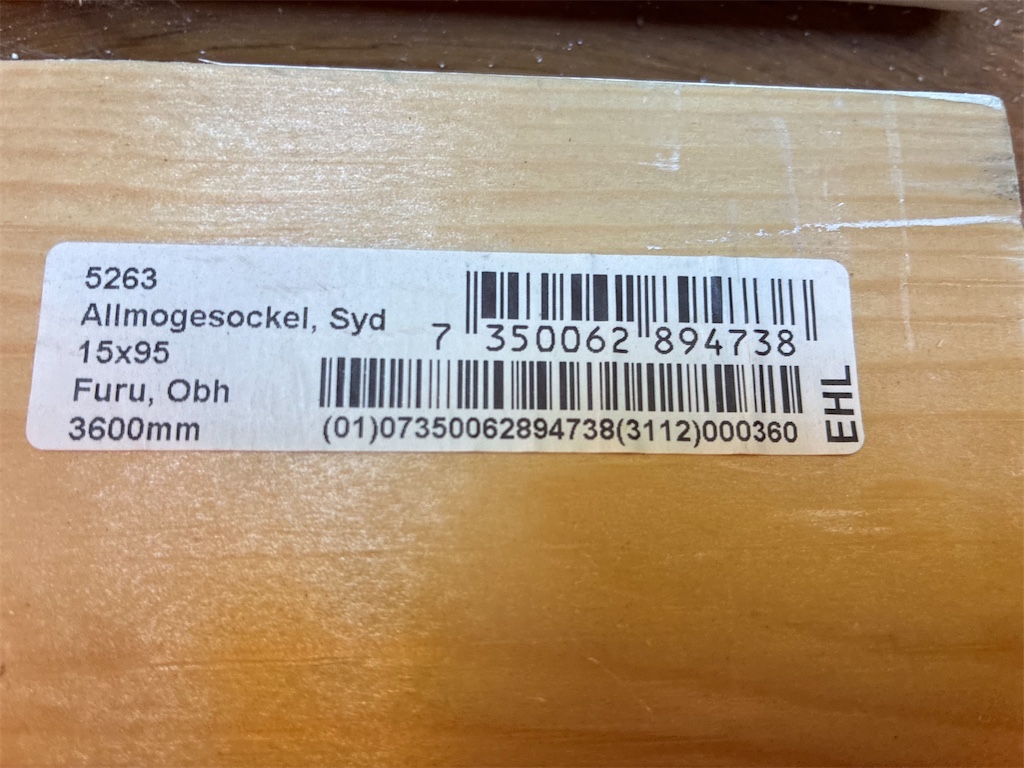 5263
Allmogesockel, Syd
15x95
Furu, Obh
3600mm
7 350062 894738
(01)07350062894738(3112)000360
EHL